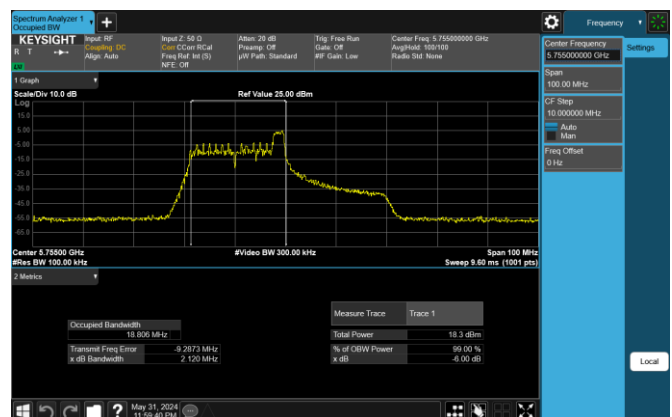 Spectrum Analyzer 1
Occupied BW
Frequency
KEYSIGHT
R T
Input: RF
Coupling: DC
Align: Auto
Input Z: 50 Ω
Corr CCorr RCal
Freq Ref: Int (S)
NFE: Off
Atten: 20 dB
Preamp: Off
µW Path: Standard
Trig: Free Run
Gate: Off
#IF Gain: Low
Center Freq: 5.755000000 GHz
Avg|Hold: 100/100
Radio Std: None
1 Graph
Scale/Div 10.0 dB
Ref Value 25.00 dBm
Log
15.0
5.00
-5.00
-15.0
-25.0
-35.0
-45.0
-55.0
-65.0
Center 5.75500 GHz
#Res BW 100.00 kHz
#Video BW 300.00 kHz
Span 100 MHz
Sweep 9.60 ms (1001 pts)
2 Metrics
Occupied Bandwidth
18.806 MHz
Transmit Freq Error -9.2873 MHz
x dB Bandwidth 2.120 MHz
Measure Trace Trace 1
Total Power 18.3 dBm
% of OBW Power 99.00 %
x dB -6.00 dB
Center Frequency
5.755000000 GHz
Span
100.00 MHz
CF Step
10.000000 MHz
Auto
Man
Freq Offset
0 Hz
Settings
Local
May 31, 2024
11:59:40 PM